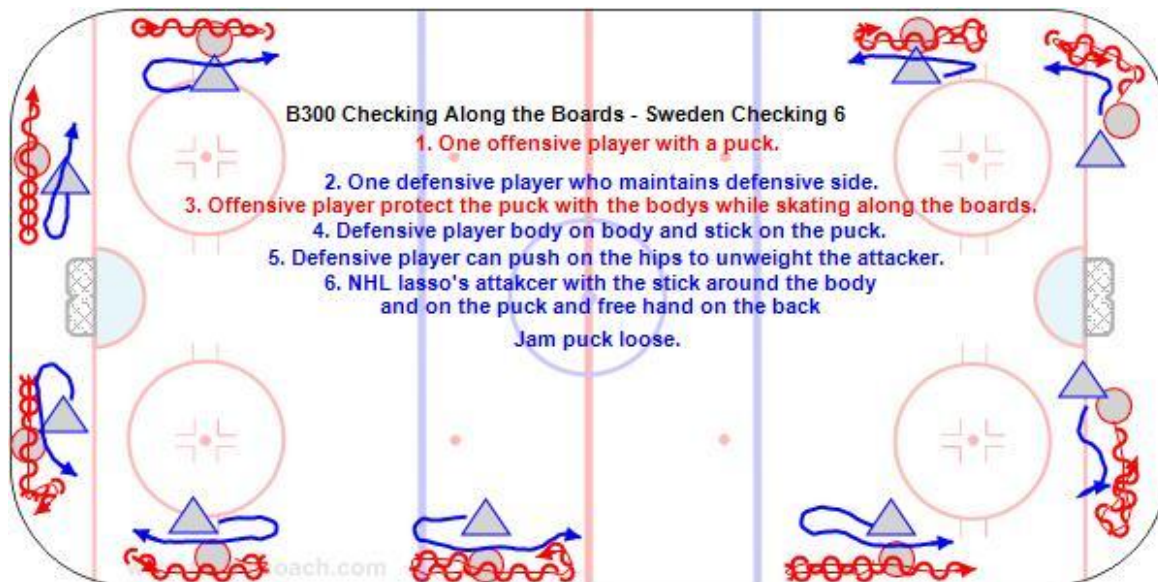 B300 Checking Along the Boards - Sweden Checking 6
1. One offensive player with a puck.
2. One defensive player who maintains defensive side.
3. Offensive player protect the puck with the bodys while skating along the boards.
4. Defensive player body on body and stick on the puck.
5. Defensive player can push on the hips to unweight the attacker.
6. NHL lasso's attakcer with the stick around the body
and on the puck and free hand on the back
Jam puck loose.